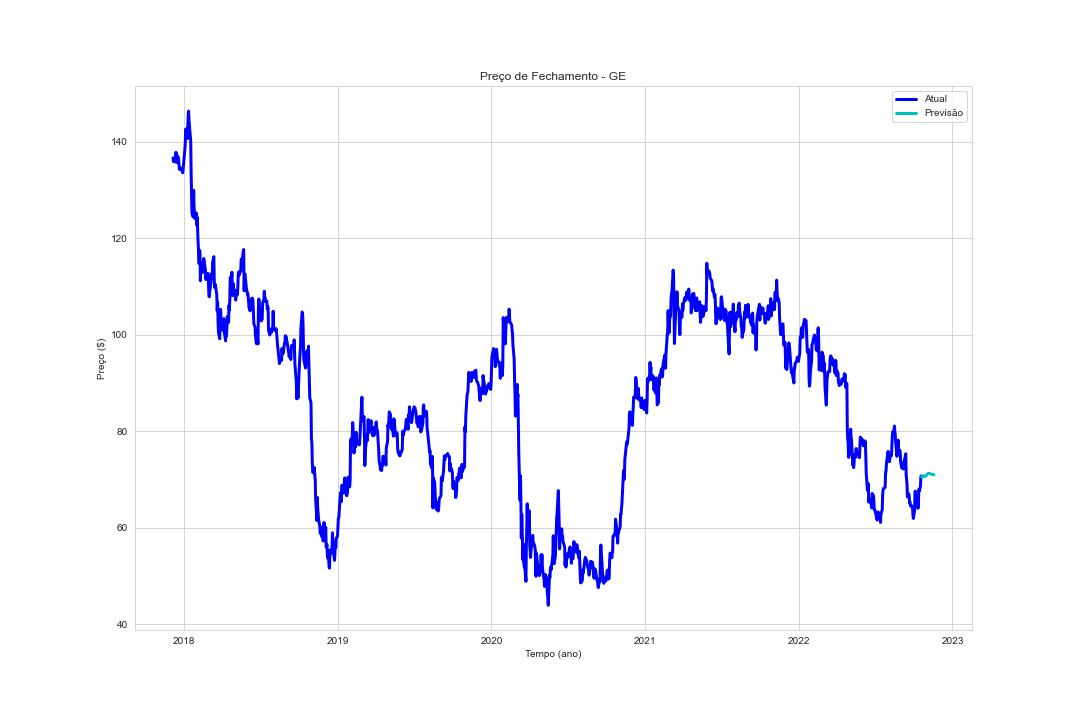 Preço de Fechamento - GE
Atual
Previsão
140
120
100
80
60
40
Preço ($)
2018 2019 2020 2021 2022 2023
Tempo (ano)